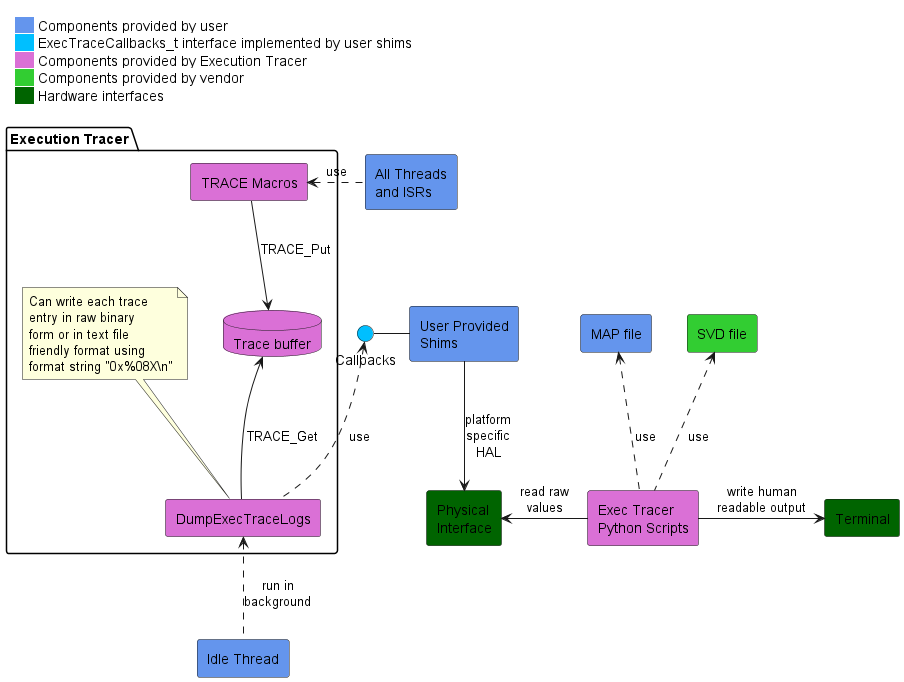 Components provided by user
ExecTraceCallbacks_t interface implemented by user shims
Components provided by Execution Tracer
Components provided by vendor
Hardware interfaces
Execution Tracer
TRACE Macros
use
All Threads
and ISRs
TRACE_Put
Can write each trace
entry in raw binary
form or in text file
friendly format using
format string "0x%08X\n"
Trace buffer
Callbacks
User Provided
Shims
MAP file
SVD file
TRACE_Get
use
platform
specific
HAL
use
use
DumpExecTraceLogs
Physical
Interface
read raw
values
Exec Tracer
Python Scripts
write human
readable output
Terminal
run in
background
Idle Thread